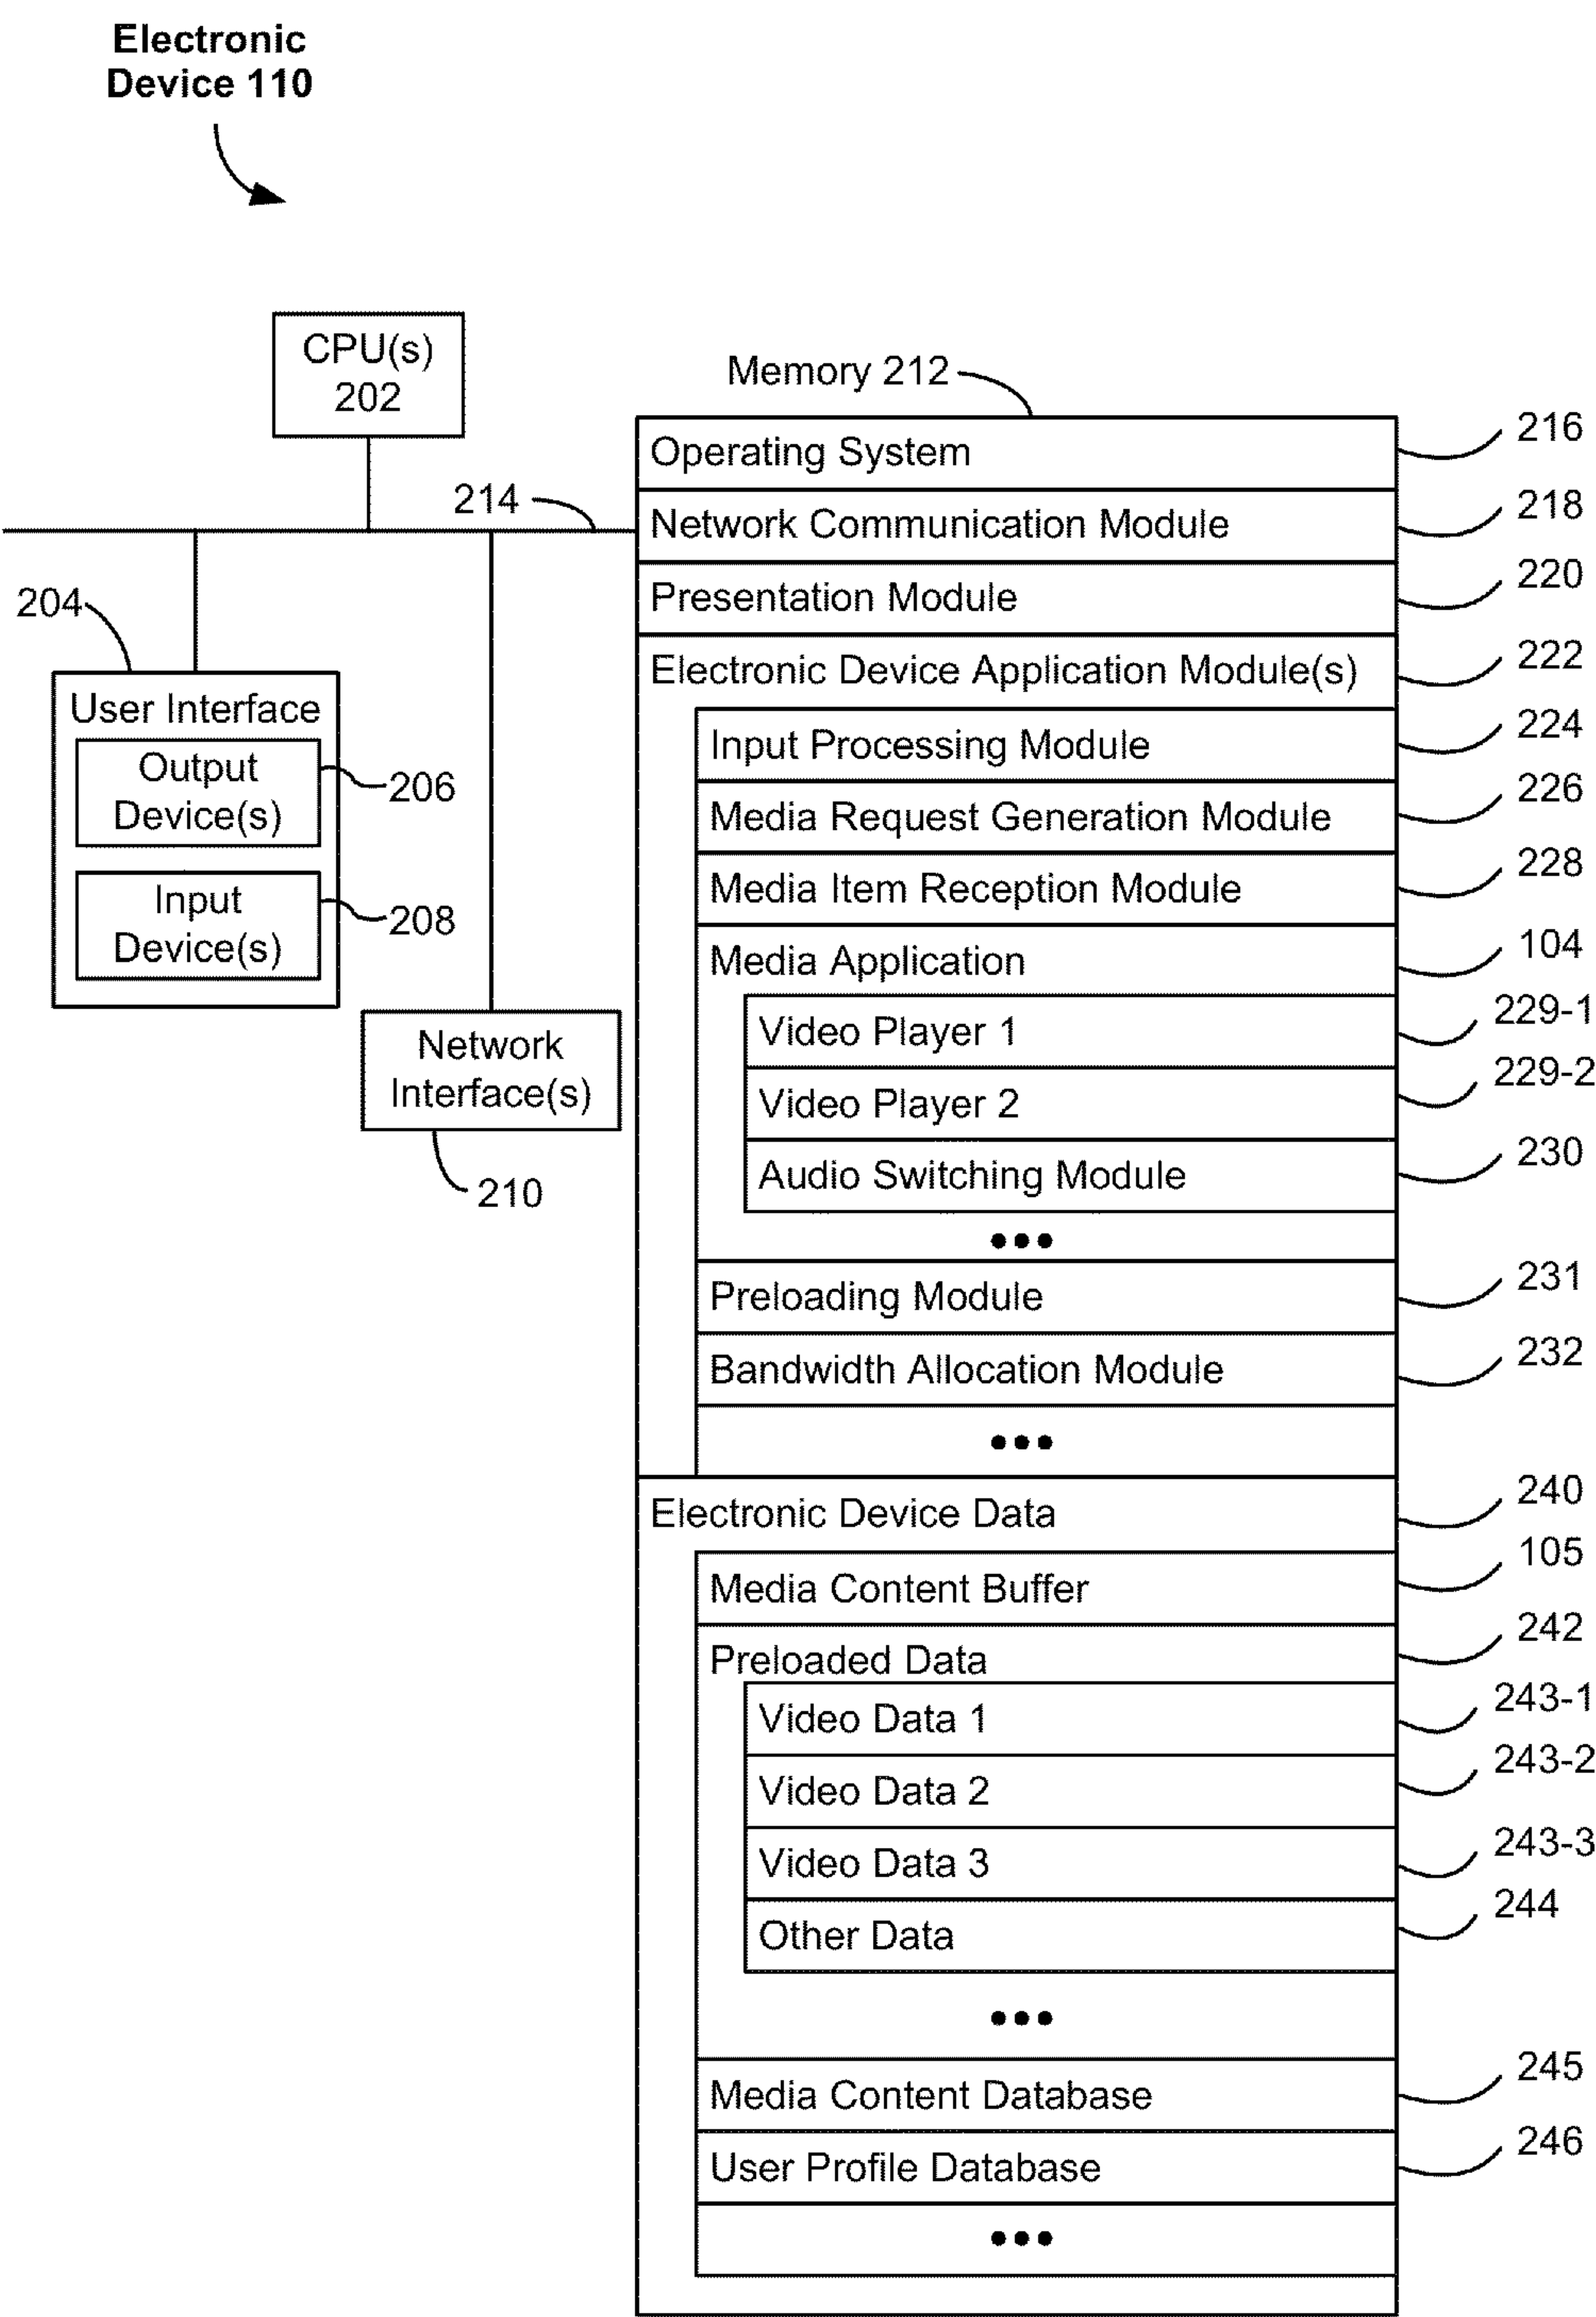 Electronic
Device 110
CPU(s)
202
Memory 212
214
204
User Interface
Output
Device(s)
206
Input
Device(s)
208
Network
Interface(s)
210
Operating System 216
Network Communication Module 218
Presentation Module 220
Electronic Device Application Module(s) 222
Input Processing Module 224
Media Request Generation Module 226
Media Item Reception Module 228
Media Application 104
Video Player 1 229-1
Video Player 2 229-2
Audio Switching Module 230
•••
Preloading Module 231
Bandwidth Allocation Module 232
•••
Electronic Device Data 240
Media Content Buffer 105
Preloaded Data 242
Video Data 1 243-1
Video Data 2 243-2
Video Data 3 243-3
Other Data 244
•••
Media Content Database 245
User Profile Database 246
•••